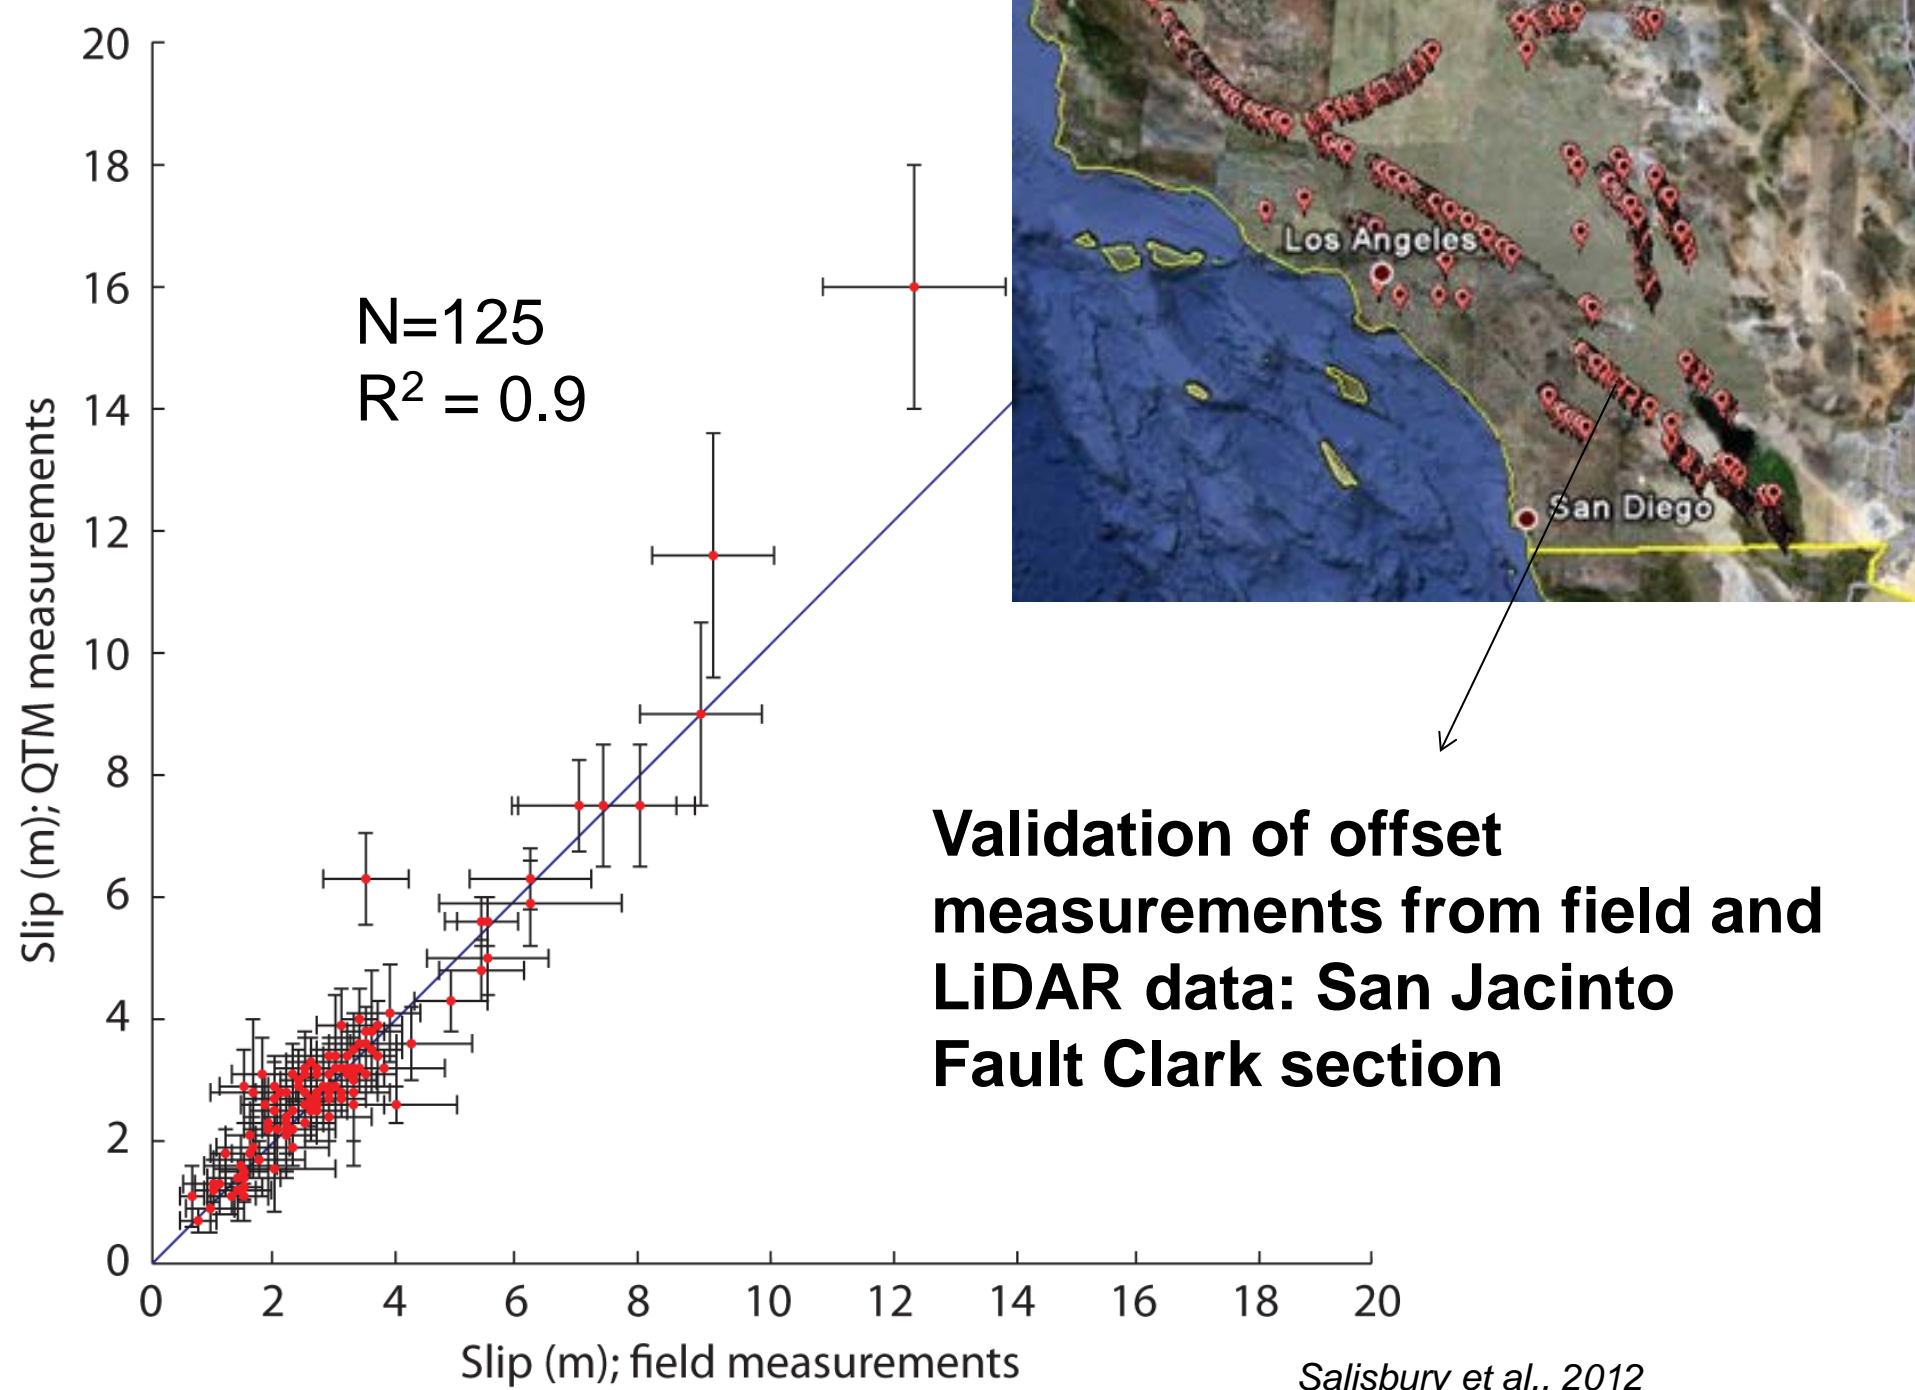 20
18
16
14
12
10
8
6
4
2
0
Slip (m); QTM measurements
N=125
R² = 0.9
0 2 4 6 8 10 12 14 16 18 20
Slip (m); field measurements
Los Angeles
San Diego
Validation of offset
measurements from field and
LiDAR data: San Jacinto
Fault Clark section
Salisbury et al., 2012